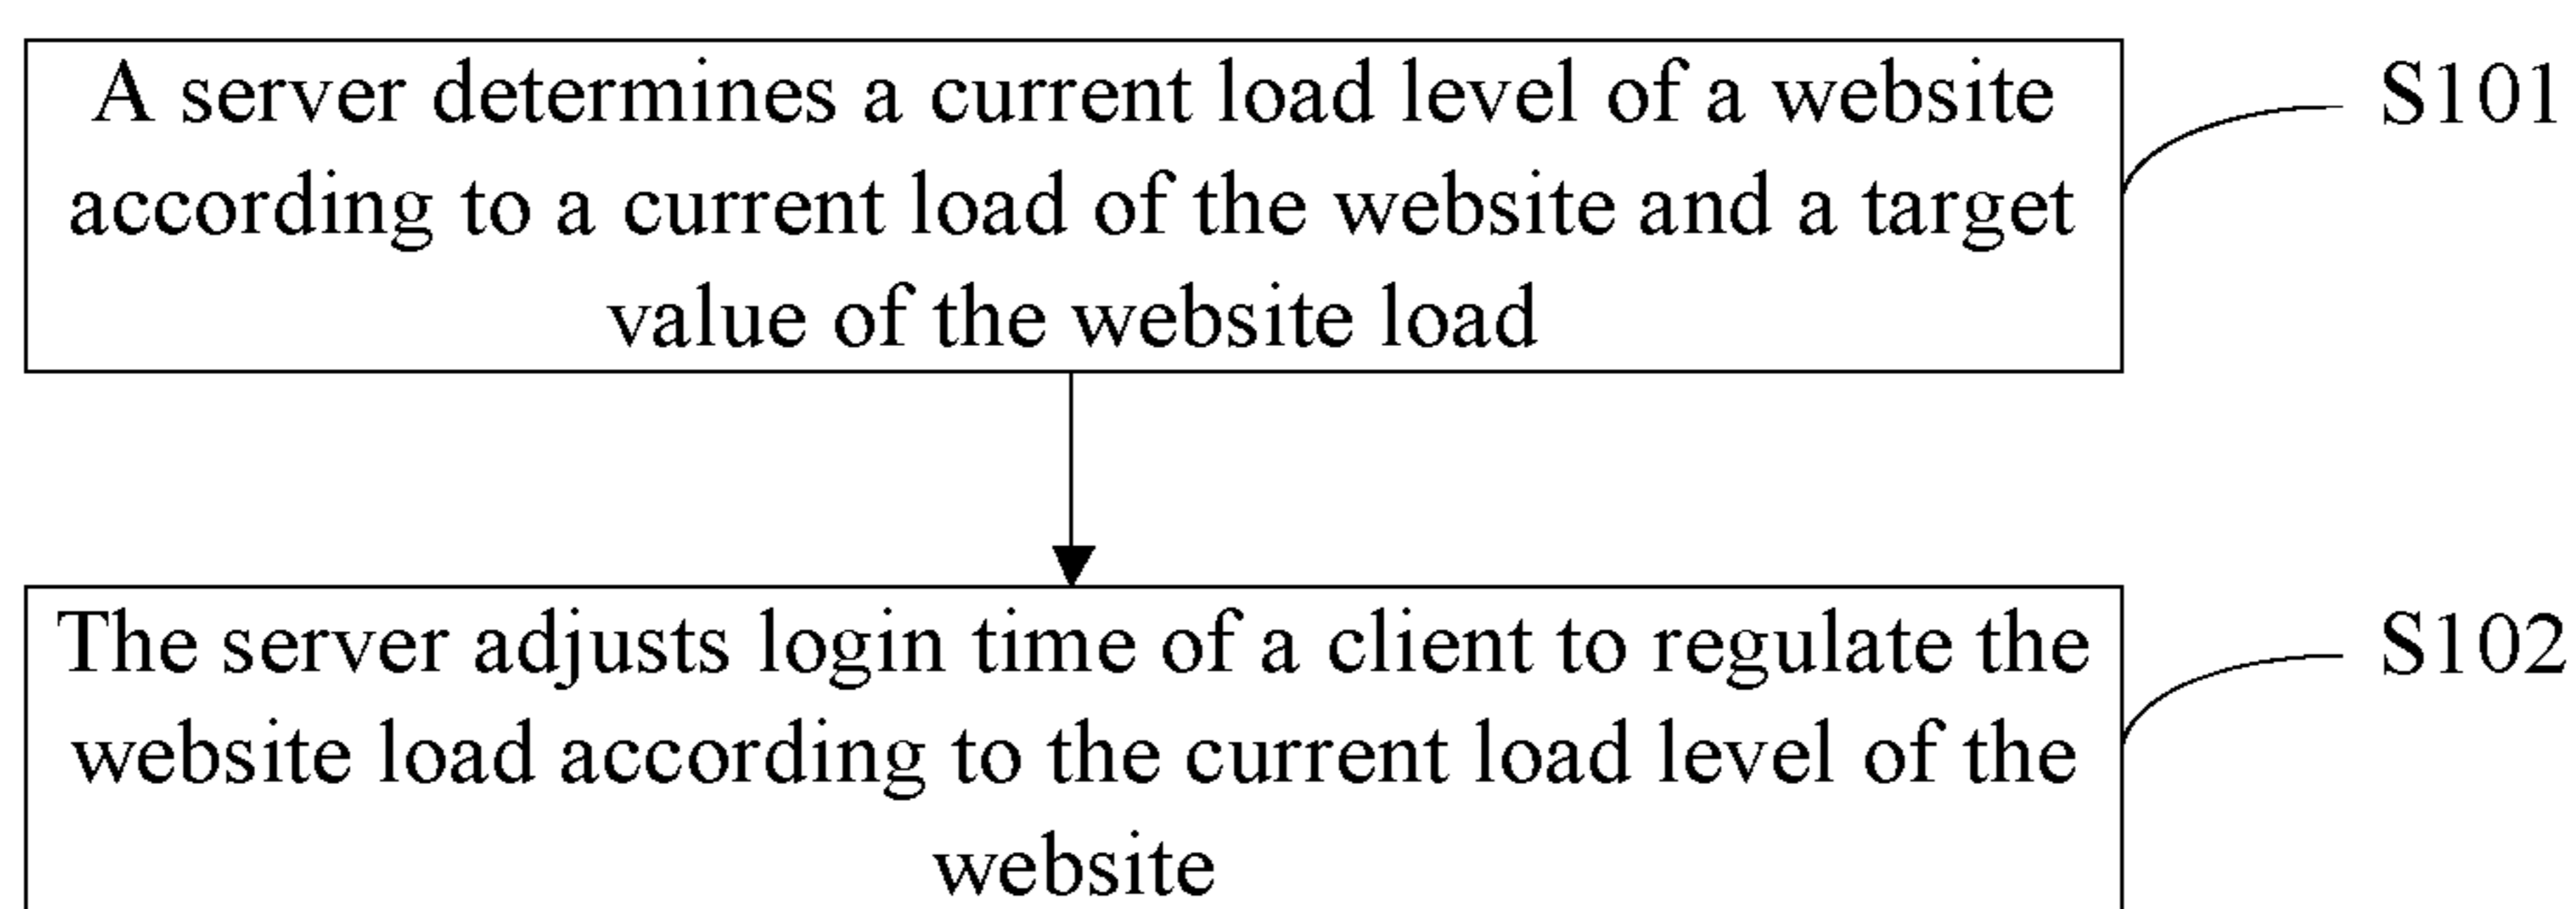 A server determines a current load level of a website
according to a current load of the website and a target
value of the website load
S101
The server adjusts login time of a client to regulate the
website load according to the current load level of the
website
S102